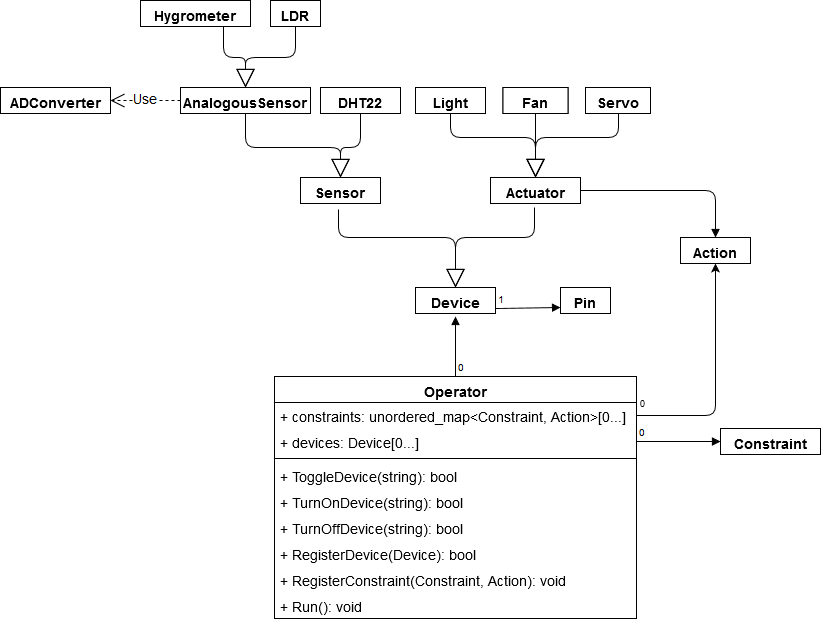 Hygrometer
LDR
ADConverter
Use
AnalogousSensor
DHT22
Light
Fan
Servo
Sensor
Actuator
Action
Device
1
Pin
0
Operator
0
+ constraints: unordered_map<Constraint, Action>[0...]
0
+ devices: Device[0...]
Constraint
+ ToggleDevice(string): bool
+ TurnOnDevice(string): bool
+ TurnOffDevice(string): bool
+ RegisterDevice(Device): bool
+ RegisterConstraint(Constraint, Action): void
+ Run(): void